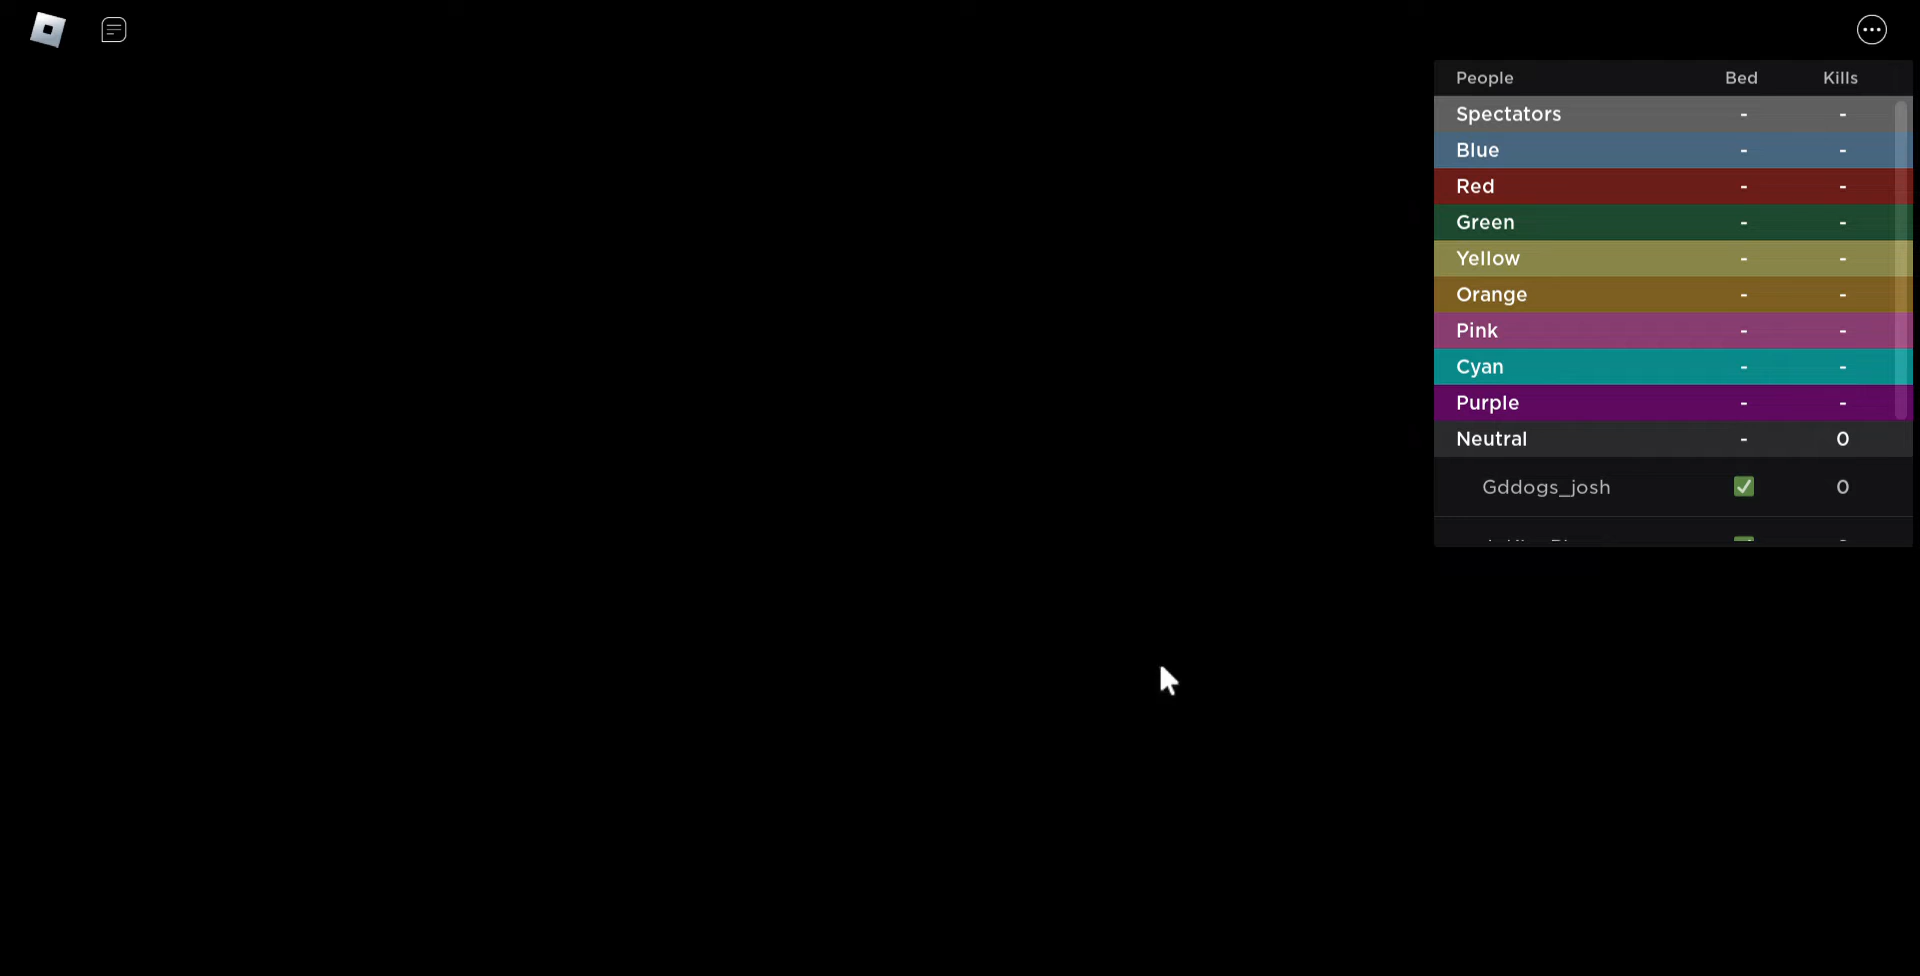 People Bed Kills
Spectators - -
Blue - -
Red - -
Green - -
Yellow - -
Orange - -
Pink - -
Cyan - -
Purple - -
Neutral - 0
Gddogs_josh ✅ 0